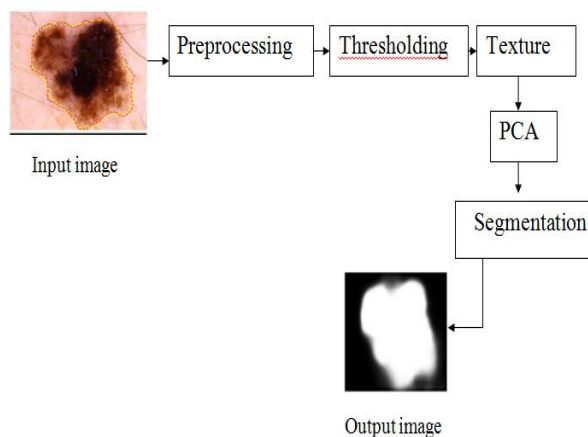 Preprocessing
Thresholding
Texture
PCA
Input image
Segmentation
Output image